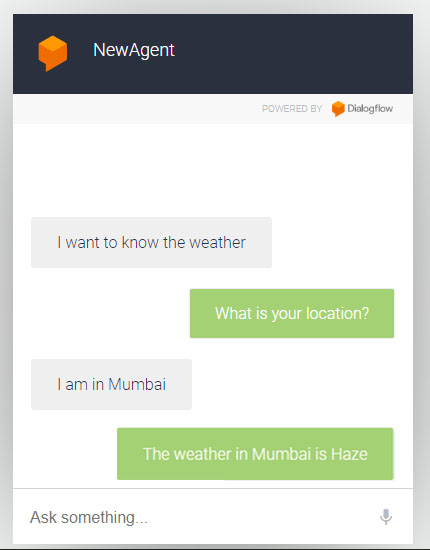 NewAgent
POWERED BY Dialogflow
I want to know the weather
What is your location?
I am in Mumbai
The weather in Mumbai is Haze
Ask something...